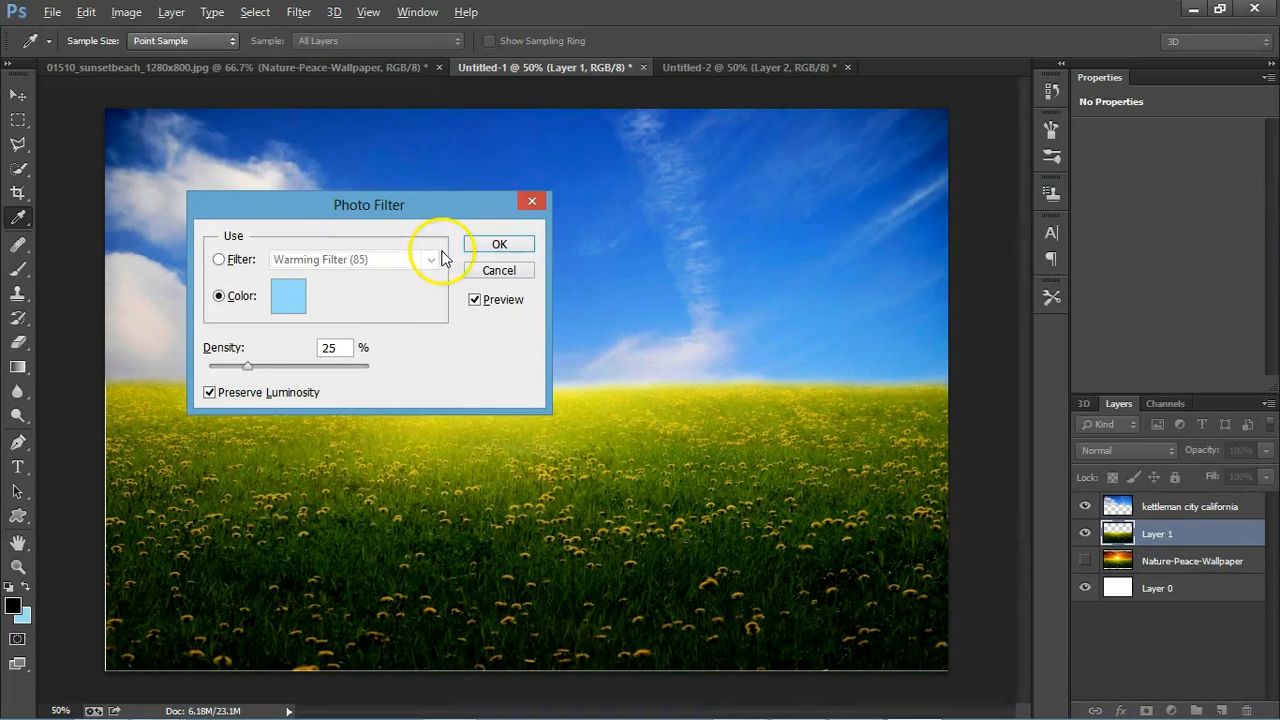 Ps File Edit Image Layer Type Select Filter 3D View Window Help
Sample Size: Point Sample Sample: All Layers Show Sampling Ring 3D
01510_sunsetbeach_1280x800.jpg @ 66.7% (Nature-Peace-Wallpaper, RGB/8) * × Untitled-1 @ 50% (Layer 1, RGB/8) * × Untitled-2 @ 50% (Layer 2, RGB/8) * ×
Properties
No Properties
Photo Filter
Use
Filter: Warming Filter (85)
Color:
OK
Cancel
Preview
Density: 25 %
Preserve Luminosity
3D Layers Channels
Kind
Normal Opacity: 100%
Lock: Fill: 100%
kettleman city california
Layer 1
Nature-Peace-Wallpaper
Layer 0
50% Doc: 6.18M/23.1M